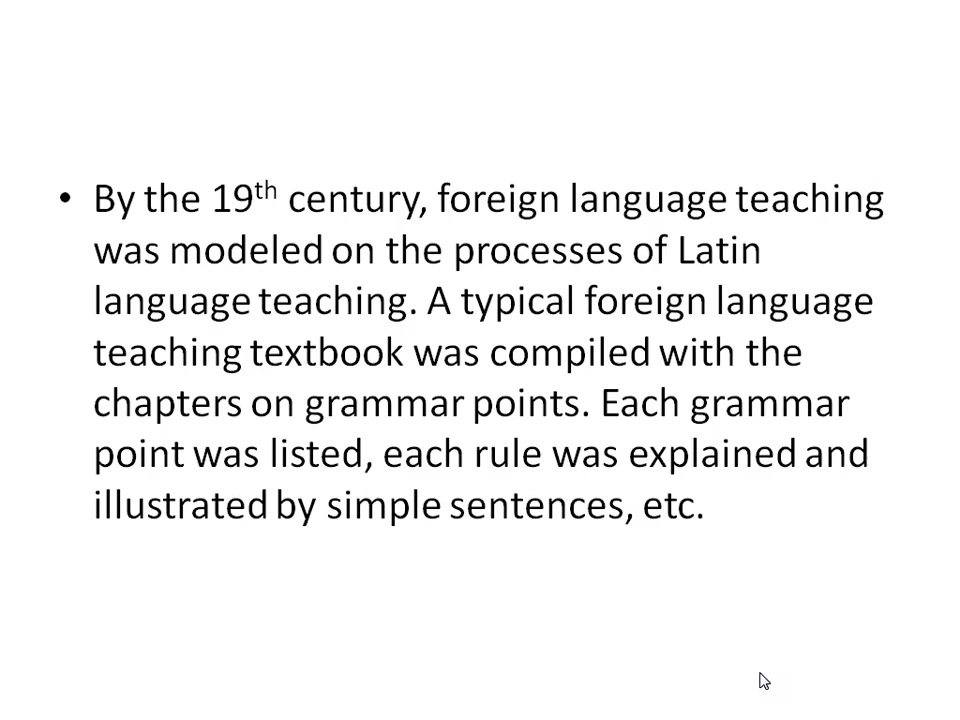 • By the 19th century, foreign language teaching
was modeled on the processes of Latin
language teaching. A typical foreign language
teaching textbook was compiled with the
chapters on grammar points. Each grammar
point was listed, each rule was explained and
illustrated by simple sentences, etc.